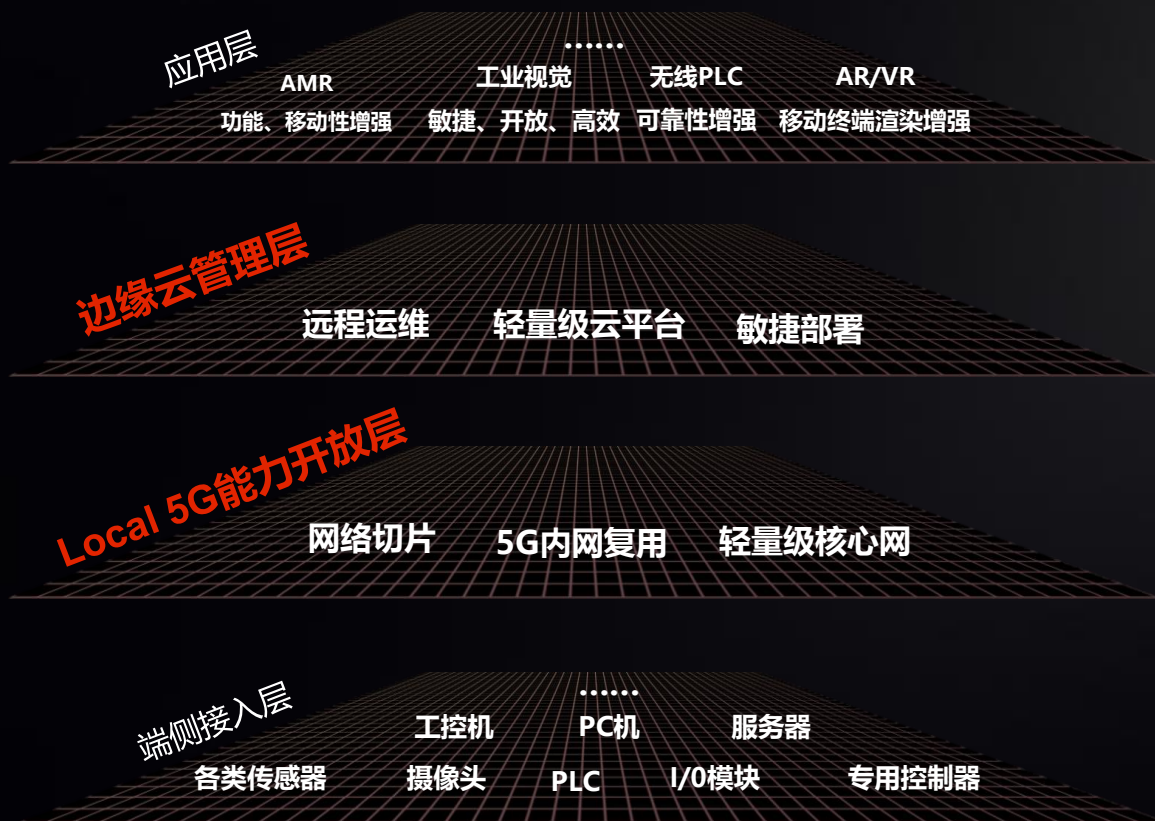 应用层
······
AMR 工业视觉 无线PLC AR/VR
功能、移动性增强 敏捷、开放、高效 可靠性增强 移动终端渲染增强
边缘云管理层
远程运维 轻量级云平台 敏捷部署
Local 5G能力开放层
网络切片 5G内网复用 轻量级核心网
端侧接入层
······
工控机 PC机 服务器
各类传感器 摄像头 PLC I/0模块 专用控制器